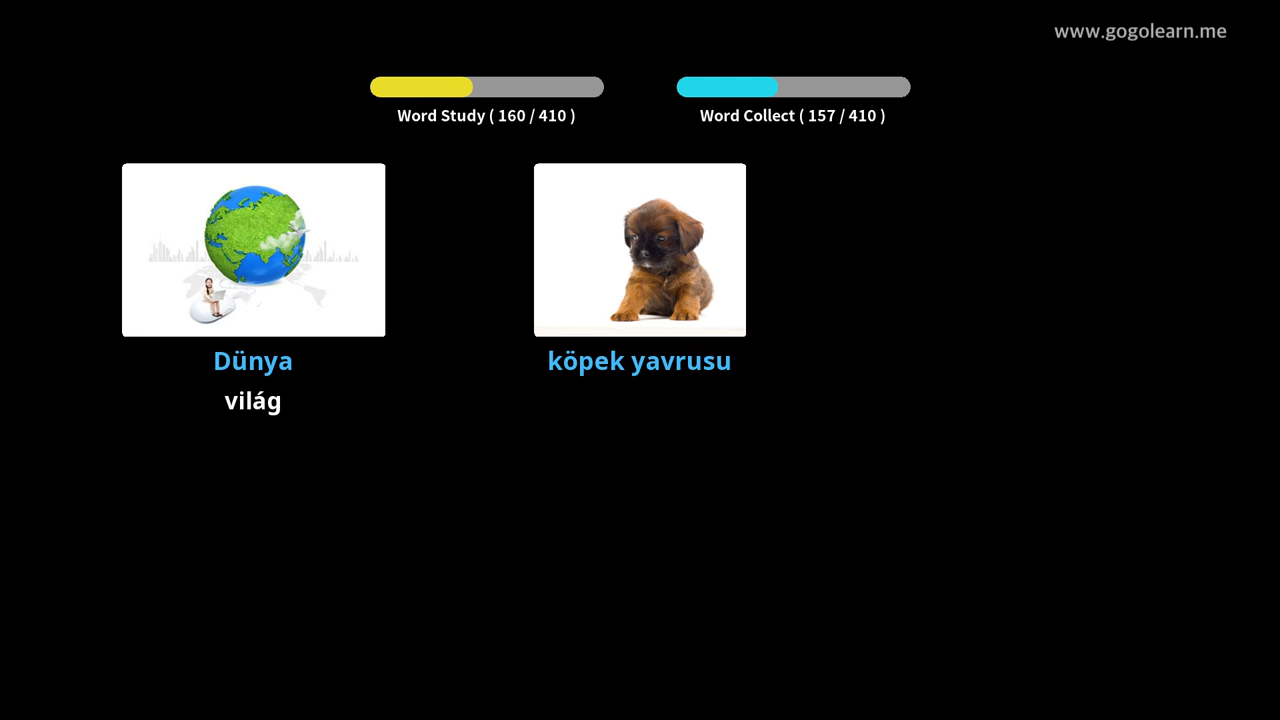 www.gogolearn.me
Word Study ( 160 / 410 )
Word Collect ( 157 / 410 )
Dünya
világ
köpek yavrusu